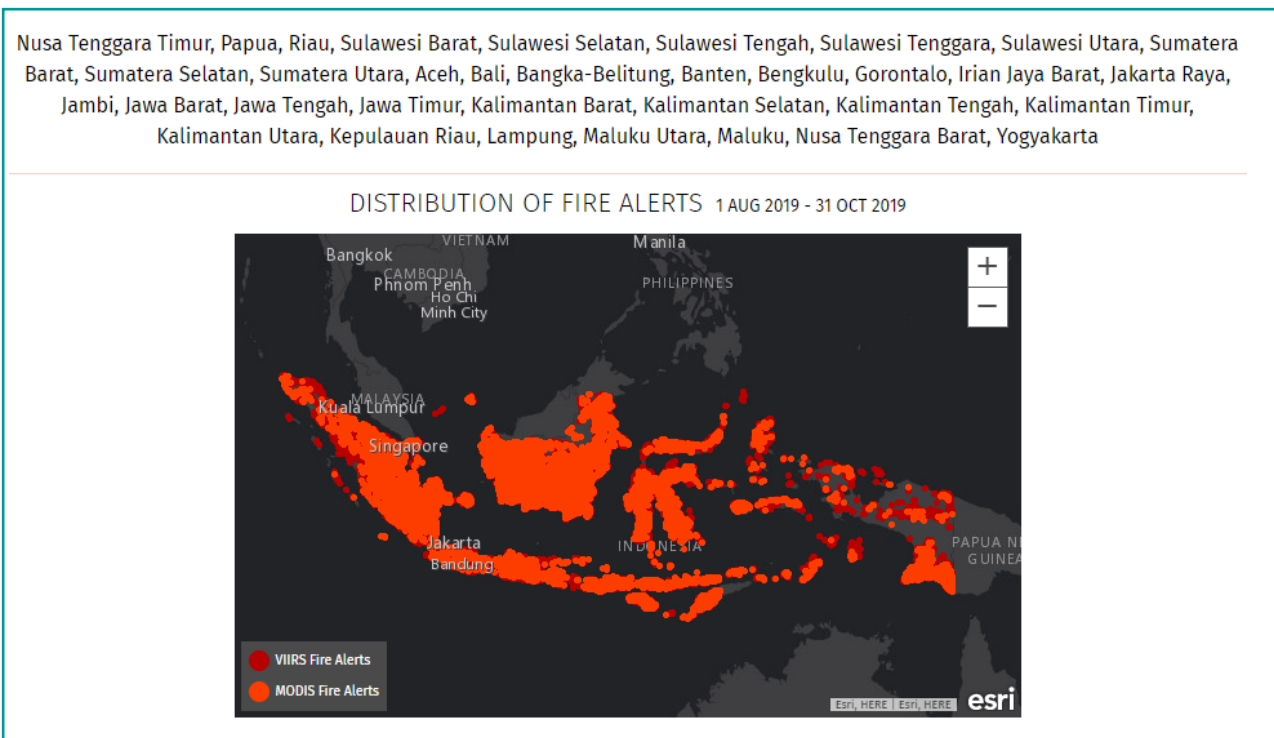 Nusa Tenggara Timur, Papua, Riau, Sulawesi Barat, Sulawesi Selatan, Sulawesi Tengah, Sulawesi Tenggara, Sulawesi Utara, Sumatera
Barat, Sumatera Selatan, Sumatera Utara, Aceh, Bali, Bangka-Belitung, Banten, Bengkulu, Gorontalo, Irian Jaya Barat, Jakarta Raya,
Jambi, Jawa Barat, Jawa Tengah, Jawa Timur, Kalimantan Barat, Kalimantan Selatan, Kalimantan Tengah, Kalimantan Timur,
Kalimantan Utara, Kepulauan Riau, Lampung, Maluku Utara, Maluku, Nusa Tenggara Barat, Yogyakarta
DISTRIBUTION OF FIRE ALERTS 1 AUG 2019 - 31 OCT 2019
VIETNAM
Manila
Bangkok
CAMBODIA
Phnom Penh
Ho Chi
Minh City
PHILIPPINES
+
−
MALAYSIA
Kuala Lumpur
Singapore
Jakarta
Bandung
INDONESIA
PAPUA N
GUINEA
VIIRS Fire Alerts
MODIS Fire Alerts
Esri, HERE | Esri, HERE
esri